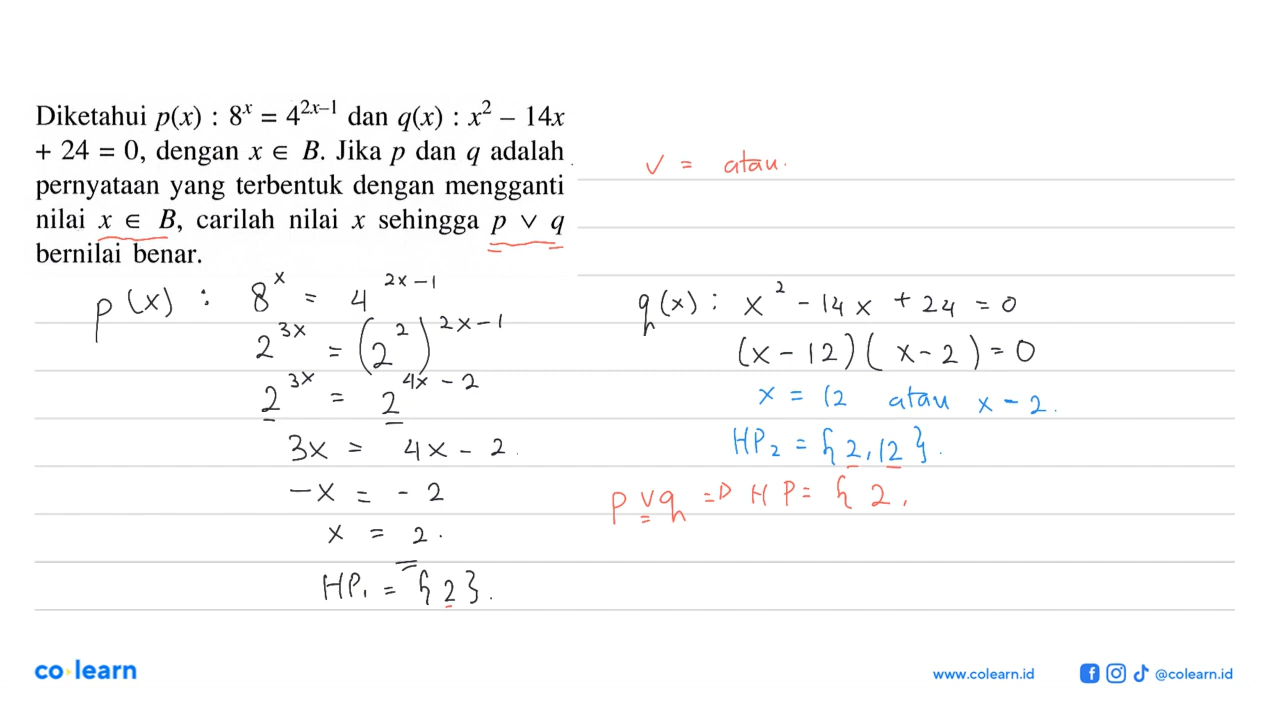 Diketahui p(x) : 8^x = 4^{2x–1} dan q(x) : x² – 14x
+ 24 = 0, dengan x ∈ B. Jika p dan q adalah
pernyataan yang terbentuk dengan mengganti
nilai x ∈ B, carilah nilai x sehingga p ∨ q
bernilai benar.
∨ = atau.
p(x) : 8^x = 4^{2x-1}
2^{3x} = (2^2)^{2x-1}
2^{3x} = 2^{4x-2}
3x = 4x - 2.
-x = -2
x = 2.
HP₁ = {2}.
q(x) : x² - 14x + 24 = 0
(x - 12)(x - 2) = 0
x = 12 atau x - 2.
HP₂ = {2, 12}.
p ∨ q => HP = {2,
co learn
www.colearn.id
@colearn.id